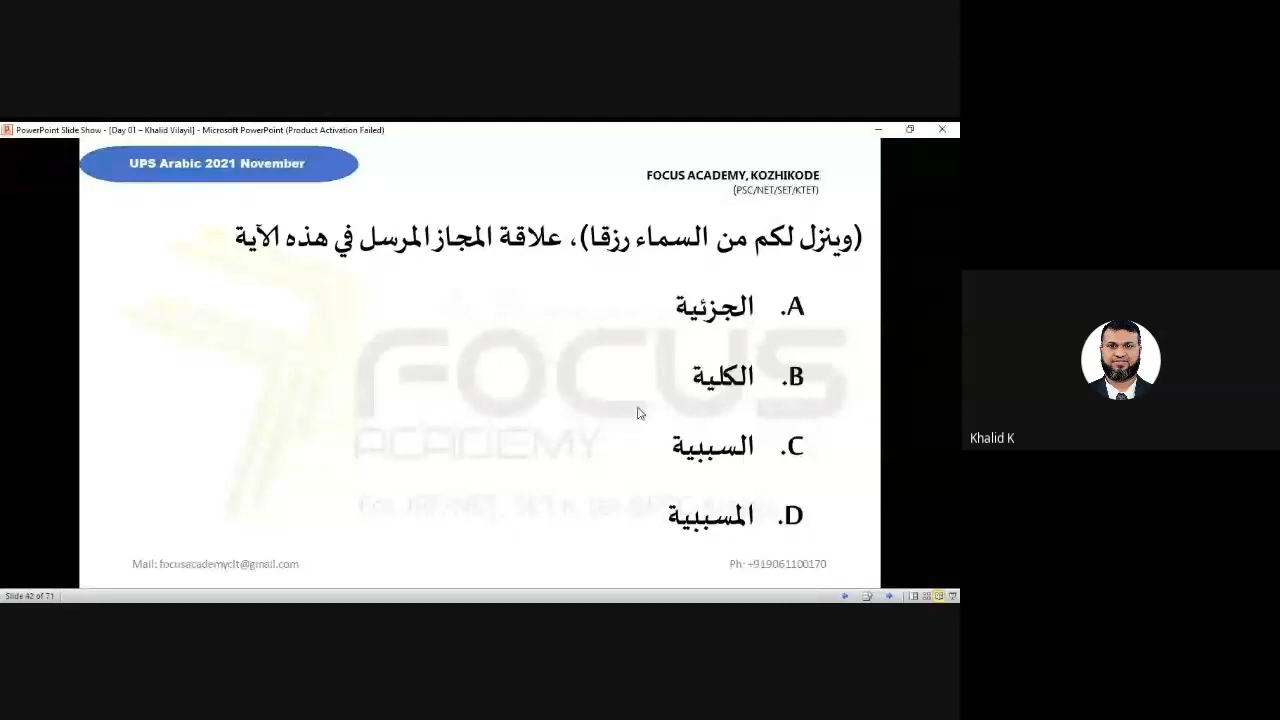 PowerPoint Slide Show - [Day 01 – Khalid Vilayil] - Microsoft PowerPoint (Product Activation Failed)
UPS Arabic 2021 November
FOCUS ACADEMY, KOZHIKODE
(PSC/NET/SET/KTET)
(وينزل لكم من السماء رزقا)، علاقة المجاز المرسل في هذه الآية
A. الجزئية
B. الكلية
C. السببية
D. المسببية
FOCUS
ACADEMY
Mail: focusacademyclt@gmail.com
Ph: +919061100170
Slide 42 of 71
Khalid K